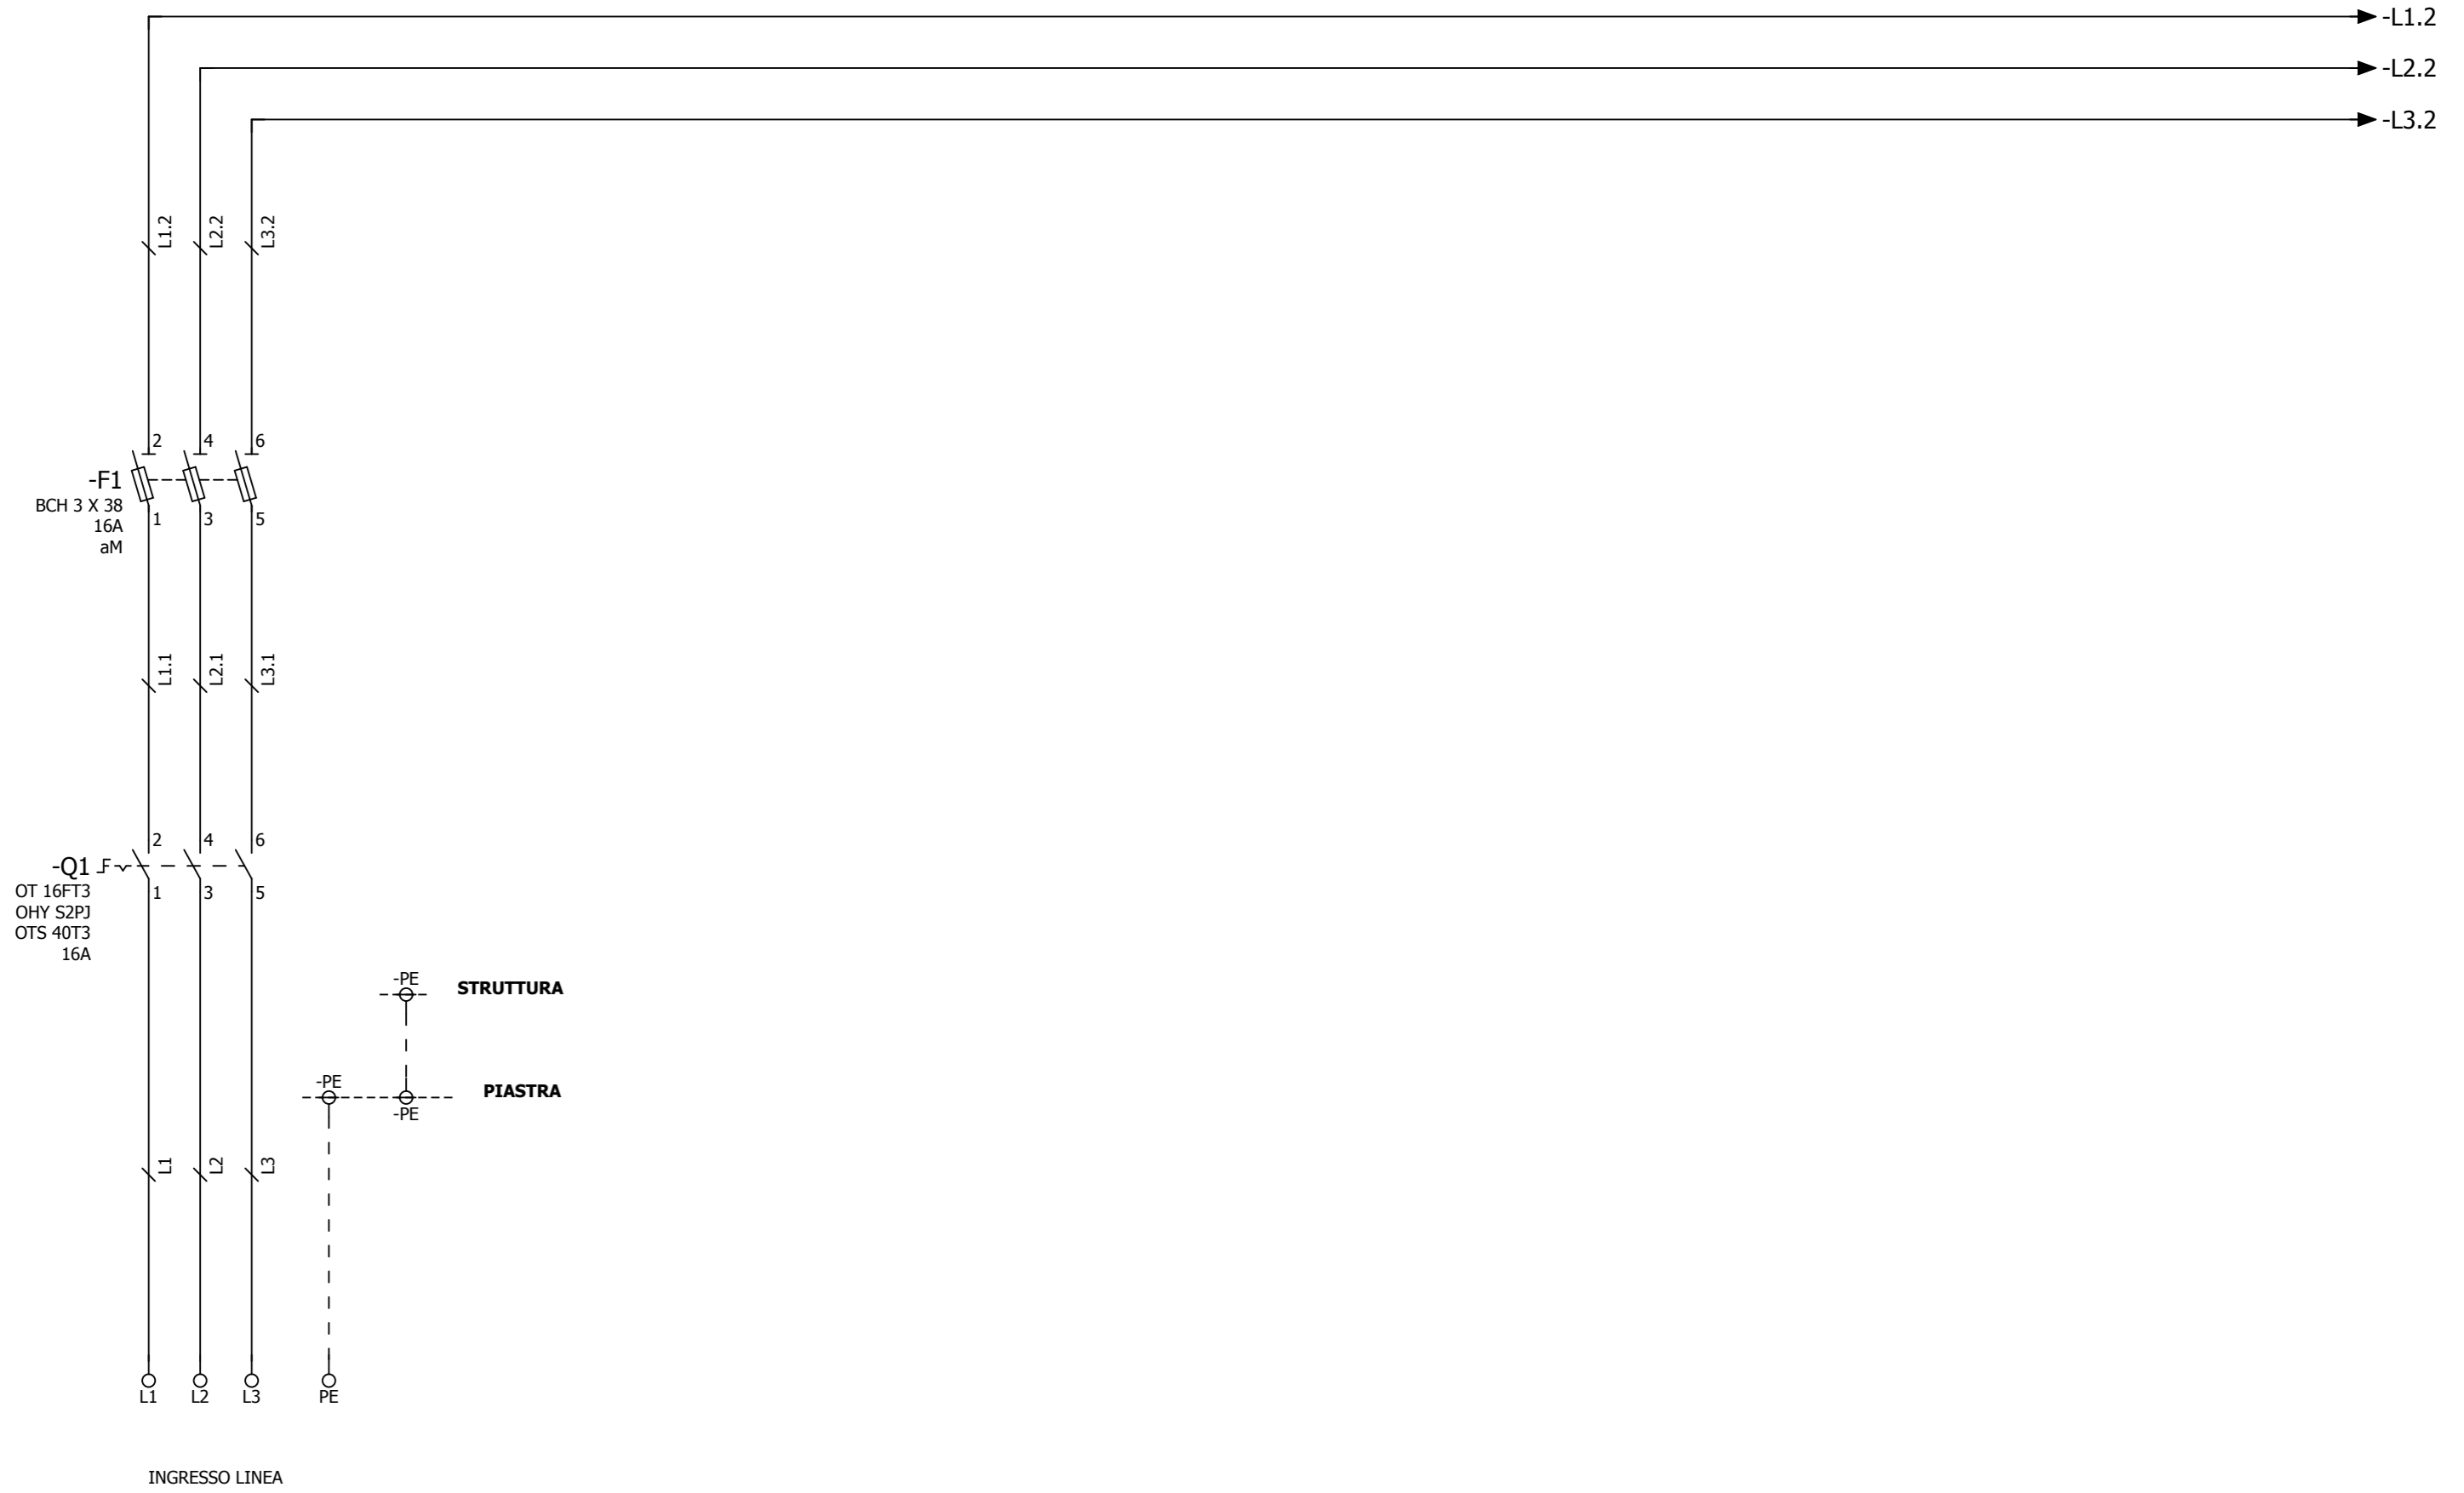 -L1.2
-L2.2
-L3.2
L1.2
L2.2
L3.2
2
4
6
-F1
BCH 3 X 38
16A
aM
1
3
5
L1.1
L2.1
L3.1
2
4
6
-Q1
OT 16FT3
OHY S2PJ
OTS 40T3
16A
1
3
5
-PE
STRUTTURA
-PE
PIASTRA
-PE
L1
L2
L3
L1
L2
L3
PE
INGRESSO LINEA